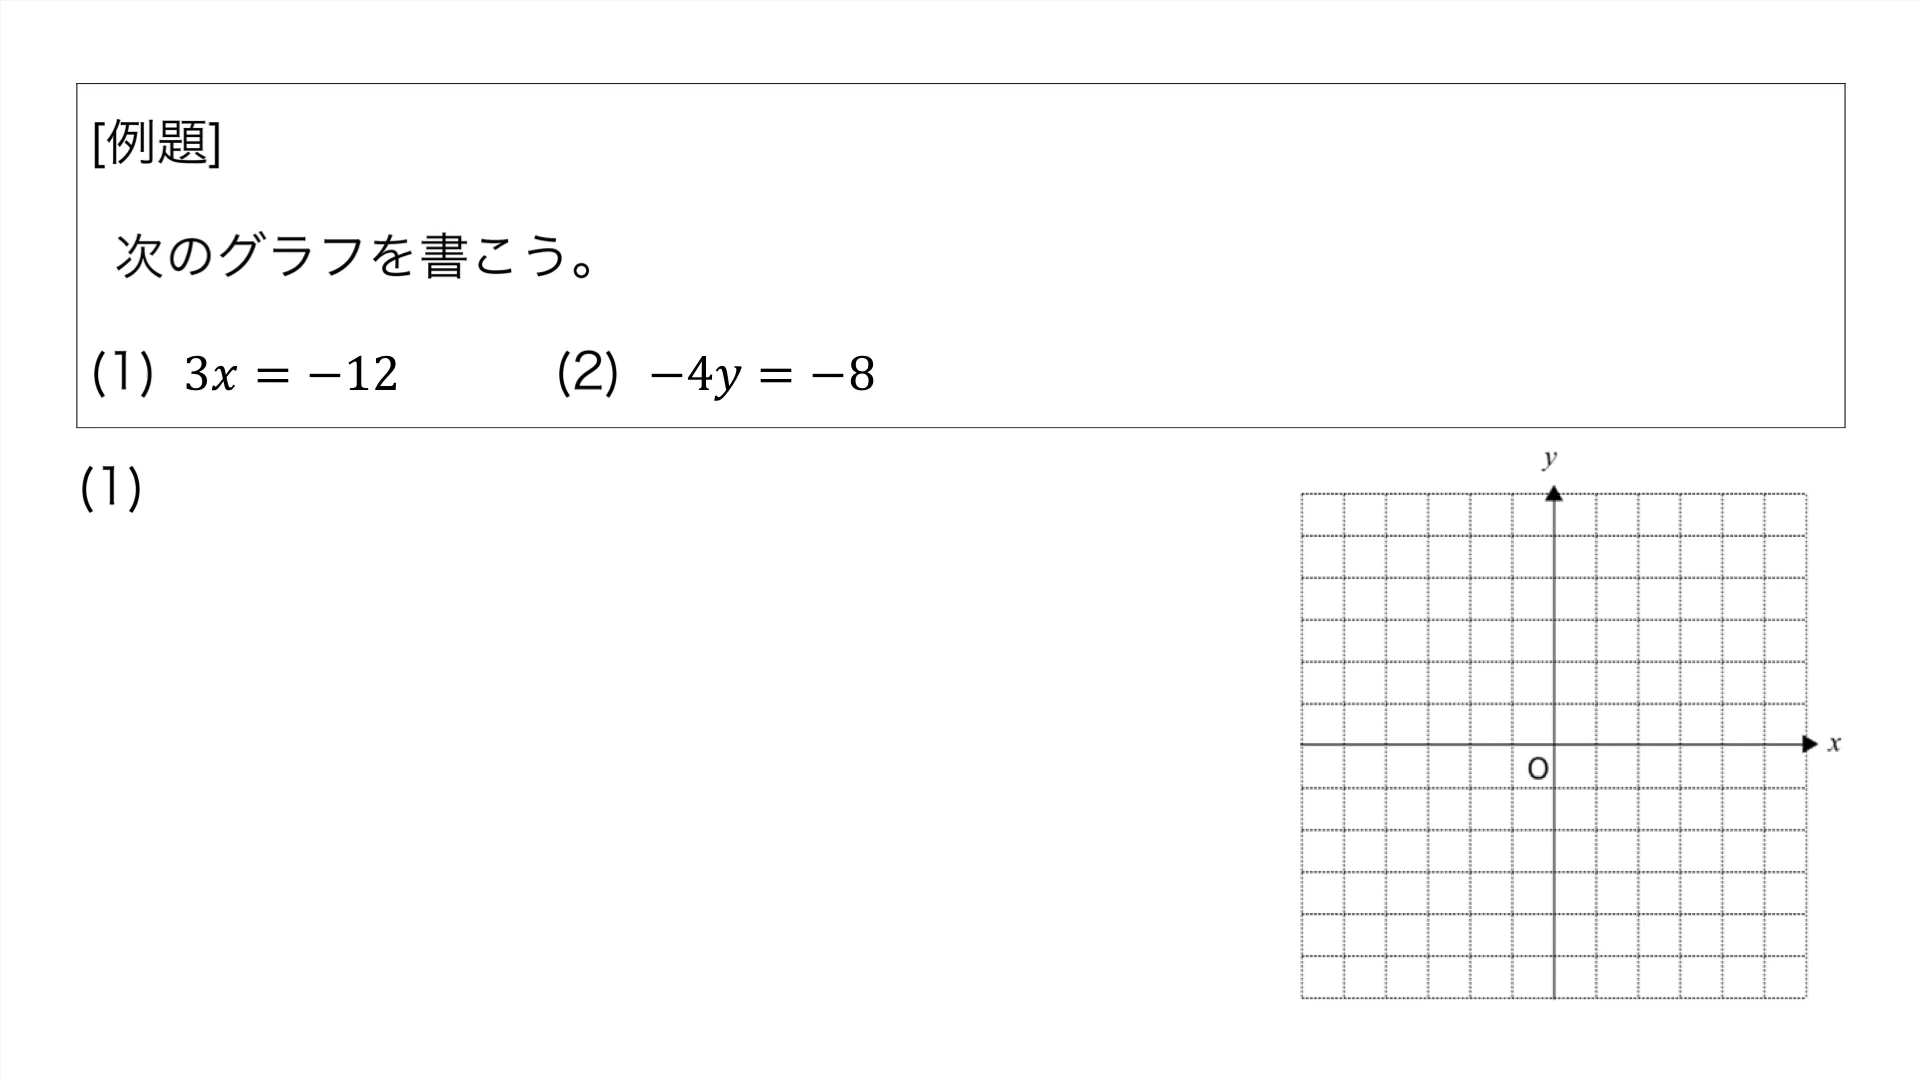 [例題]
次のグラフを書こう。
(1) 3x = −12 (2) −4y = −8
(1)
y
x
O